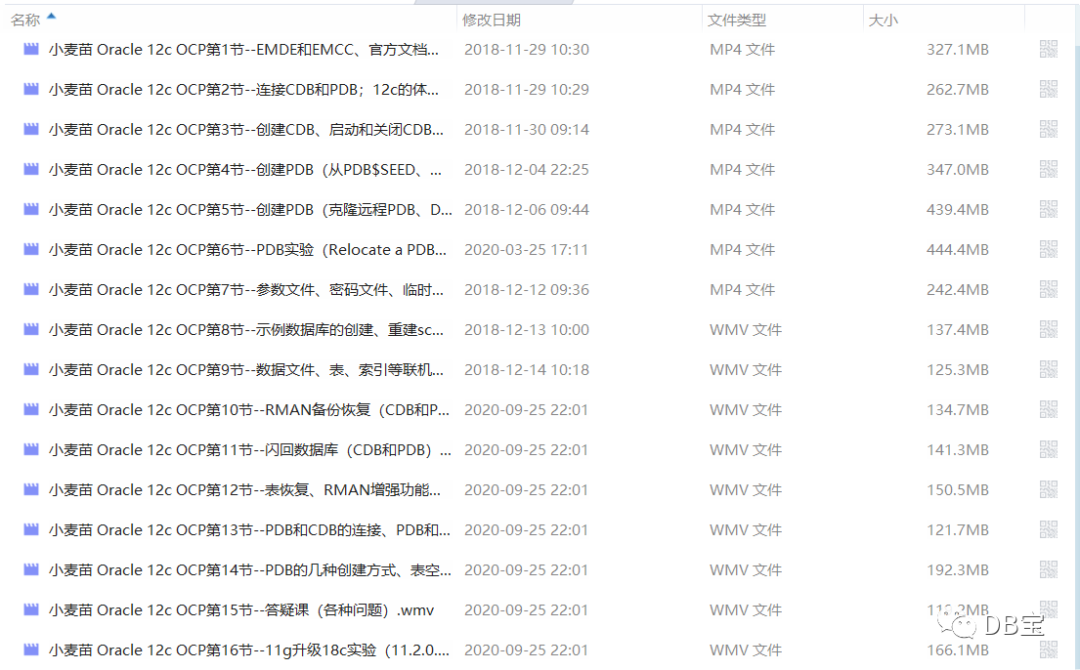 名称 修改日期 文件类型 大小
小麦苗 Oracle 12c OCP第1节--EMDE和EMCC、官方文档... 2018-11-29 10:30 MP4 文件 327.1MB
小麦苗 Oracle 12c OCP第2节--连接CDB和PDB；12c的体... 2018-11-29 10:29 MP4 文件 262.7MB
小麦苗 Oracle 12c OCP第3节--创建CDB、启动和关闭CDB... 2018-11-30 09:14 MP4 文件 273.1MB
小麦苗 Oracle 12c OCP第4节--创建PDB（从PDB$SEED、... 2018-12-04 22:25 MP4 文件 347.0MB
小麦苗 Oracle 12c OCP第5节--创建PDB（克隆远程PDB、D... 2018-12-06 09:44 MP4 文件 439.4MB
小麦苗 Oracle 12c OCP第6节--PDB实验（Relocate a PDB... 2020-03-25 17:11 MP4 文件 444.4MB
小麦苗 Oracle 12c OCP第7节--参数文件、密码文件、临时... 2018-12-12 09:36 MP4 文件 242.4MB
小麦苗 Oracle 12c OCP第8节--示例数据库的创建、重建sc... 2018-12-13 10:00 WMV 文件 137.4MB
小麦苗 Oracle 12c OCP第9节--数据文件、表、索引等联机... 2018-12-14 10:18 WMV 文件 125.3MB
小麦苗 Oracle 12c OCP第10节--RMAN备份恢复（CDB和P... 2020-09-25 22:01 WMV 文件 134.7MB
小麦苗 Oracle 12c OCP第11节--闪回数据库（CDB和PDB）... 2020-09-25 22:01 WMV 文件 141.3MB
小麦苗 Oracle 12c OCP第12节--表恢复、RMAN增强功能... 2020-09-25 22:01 WMV 文件 150.5MB
小麦苗 Oracle 12c OCP第13节--PDB和CDB的连接、PDB和... 2020-09-25 22:01 WMV 文件 121.7MB
小麦苗 Oracle 12c OCP第14节--PDB的几种创建方式、表空... 2020-09-25 22:01 WMV 文件 192.3MB
小麦苗 Oracle 12c OCP第15节--答疑课（各种问题）.wmv 2020-09-25 22:01 WMV 文件
DB宝
小麦苗 Oracle 12c OCP第16节--11g升级18c实验（11.2.0.... 2020-09-25 22:01 WMV 文件 166.1MB